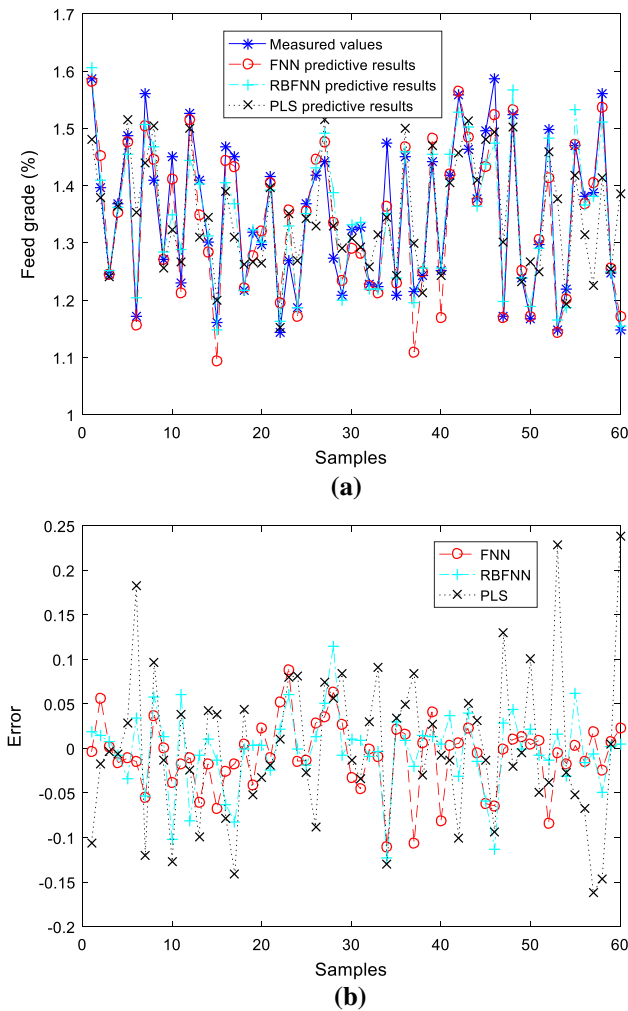 1.7
1.6
1.5
1.4
1.3
1.2
1.1
1
Feed grade (%)
Measured values
FNN predictive results
RBFNN predictive results
PLS predictive results
0 10 20 30 40 50 60
Samples
(a)
0.25
0.2
0.15
0.1
0.05
0
-0.05
-0.1
-0.15
-0.2
Error
FNN
RBFNN
PLS
0 10 20 30 40 50 60
Samples
(b)